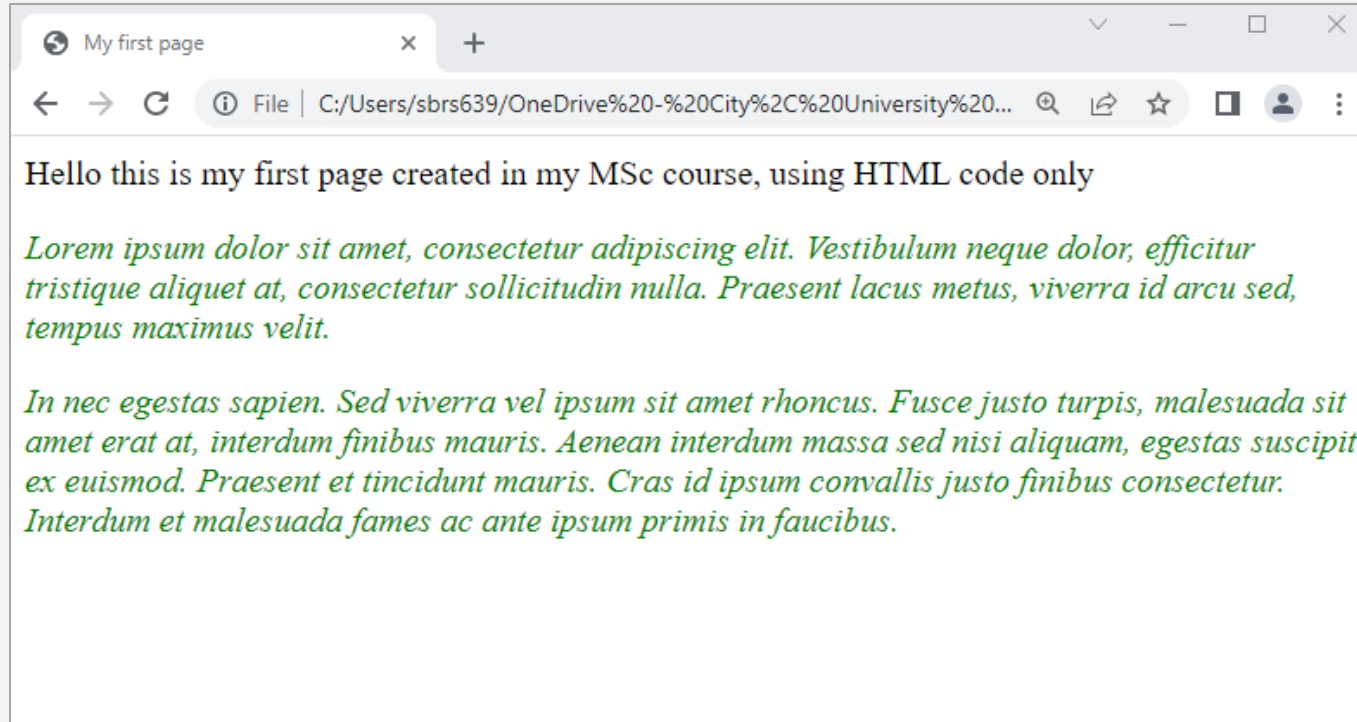 My first page
File C:/Users/sbrs639/OneDrive%20-%20City%2C%20University%20...
Hello this is my first page created in my MSc course, using HTML code only
Lorem ipsum dolor sit amet, consectetur adipiscing elit. Vestibulum neque dolor, efficitur
tristique aliquet at, consectetur sollicitudin nulla. Praesent lacus metus, viverra id arcu sed,
tempus maximus velit.
In nec egestas sapien. Sed viverra vel ipsum sit amet rhoncus. Fusce justo turpis, malesuada sit
amet erat at, interdum finibus mauris. Aenean interdum massa sed nisi aliquam, egestas suscipit
ex euismod. Praesent et tincidunt mauris. Cras id ipsum convallis justo finibus consectetur.
Interdum et malesuada fames ac ante ipsum primis in faucibus.